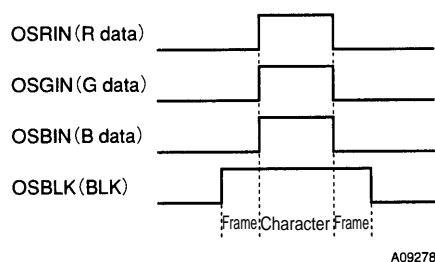 OSRIN(R data)
OSGIN(G data)
OSBIN(B data)
OSBLK(BLK)
Frame Character Frame
A09278